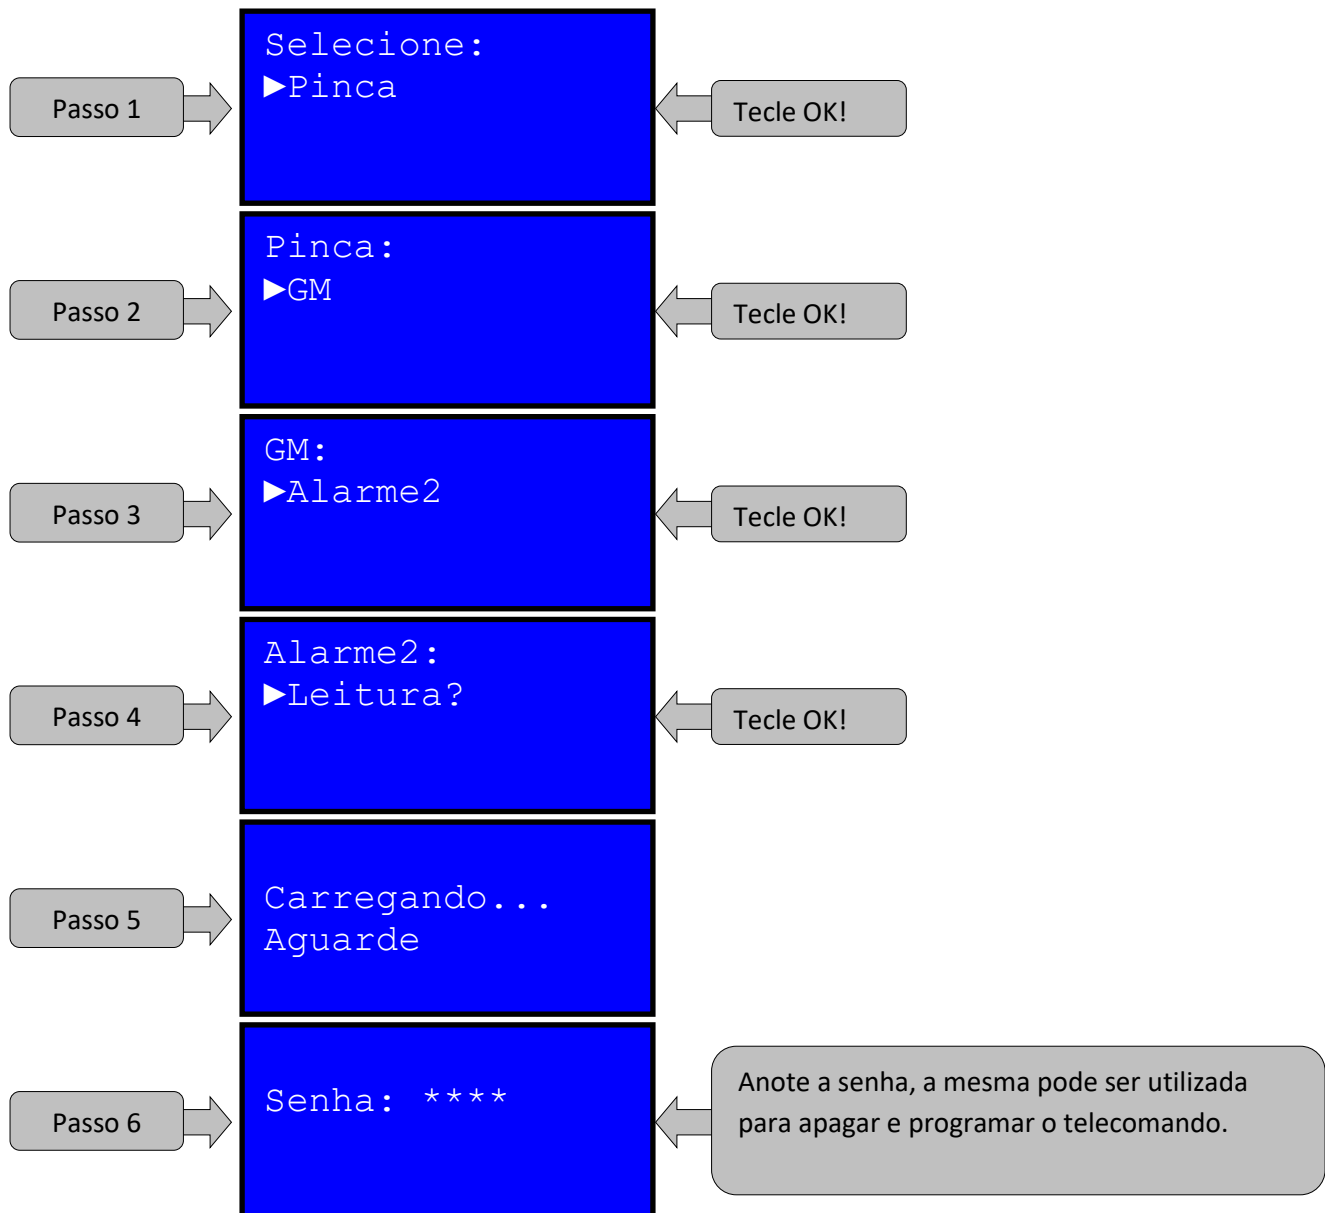 Passo 1
Selecione:
►Pinca
Tecle OK!
Passo 2
Pinca:
►GM
Tecle OK!
Passo 3
GM:
►Alarme2
Tecle OK!
Passo 4
Alarme2:
►Leitura?
Tecle OK!
Passo 5
Carregando...
Aguarde
Passo 6
Senha: ****
Anote a senha, a mesma pode ser utilizada
para apagar e programar o telecomando.